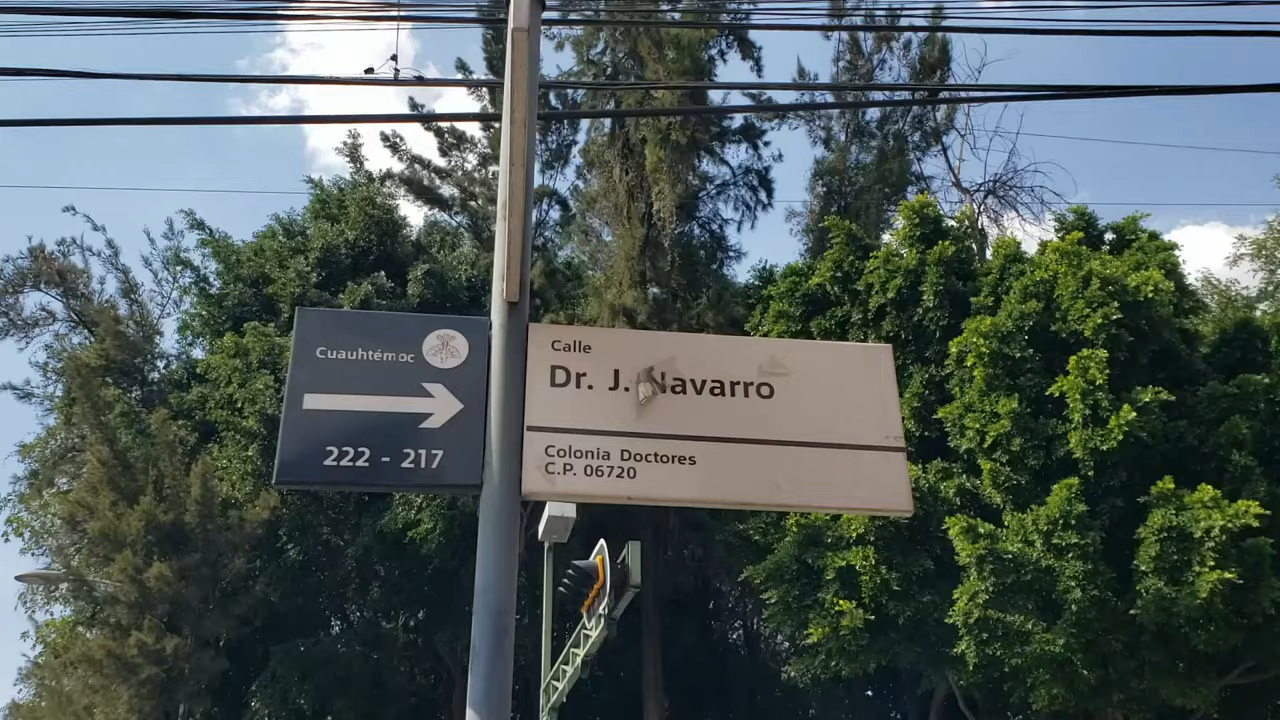 Cuauhtémoc
222 - 217
Calle
Dr. J. Navarro
Colonia Doctores
C.P. 06720